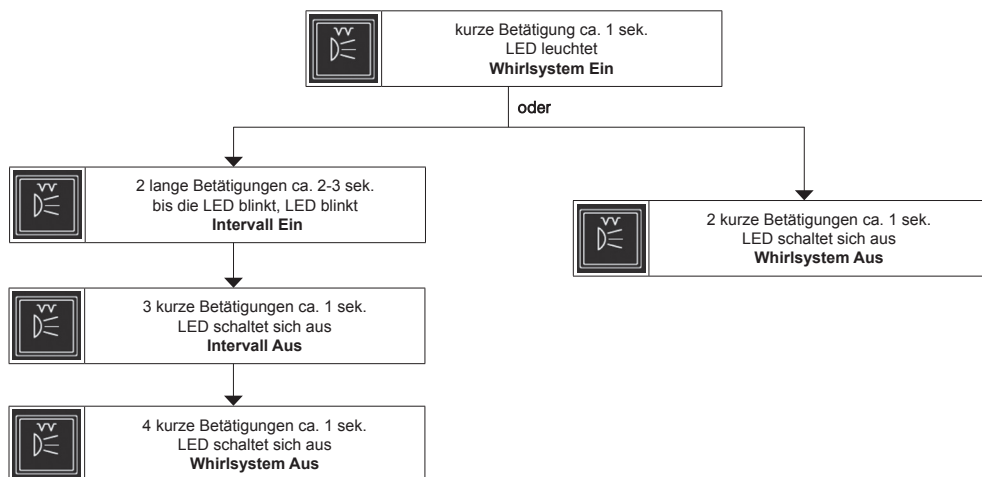 kurze Betätigung ca. 1 sek.
LED leuchtet
Whirlsystem Ein
oder
2 lange Betätigungen ca. 2-3 sek.
bis die LED blinkt, LED blinkt
Intervall Ein
2 kurze Betätigungen ca. 1 sek.
LED schaltet sich aus
Whirlsystem Aus
3 kurze Betätigungen ca. 1 sek.
LED schaltet sich aus
Intervall Aus
4 kurze Betätigungen ca. 1 sek.
LED schaltet sich aus
Whirlsystem Aus